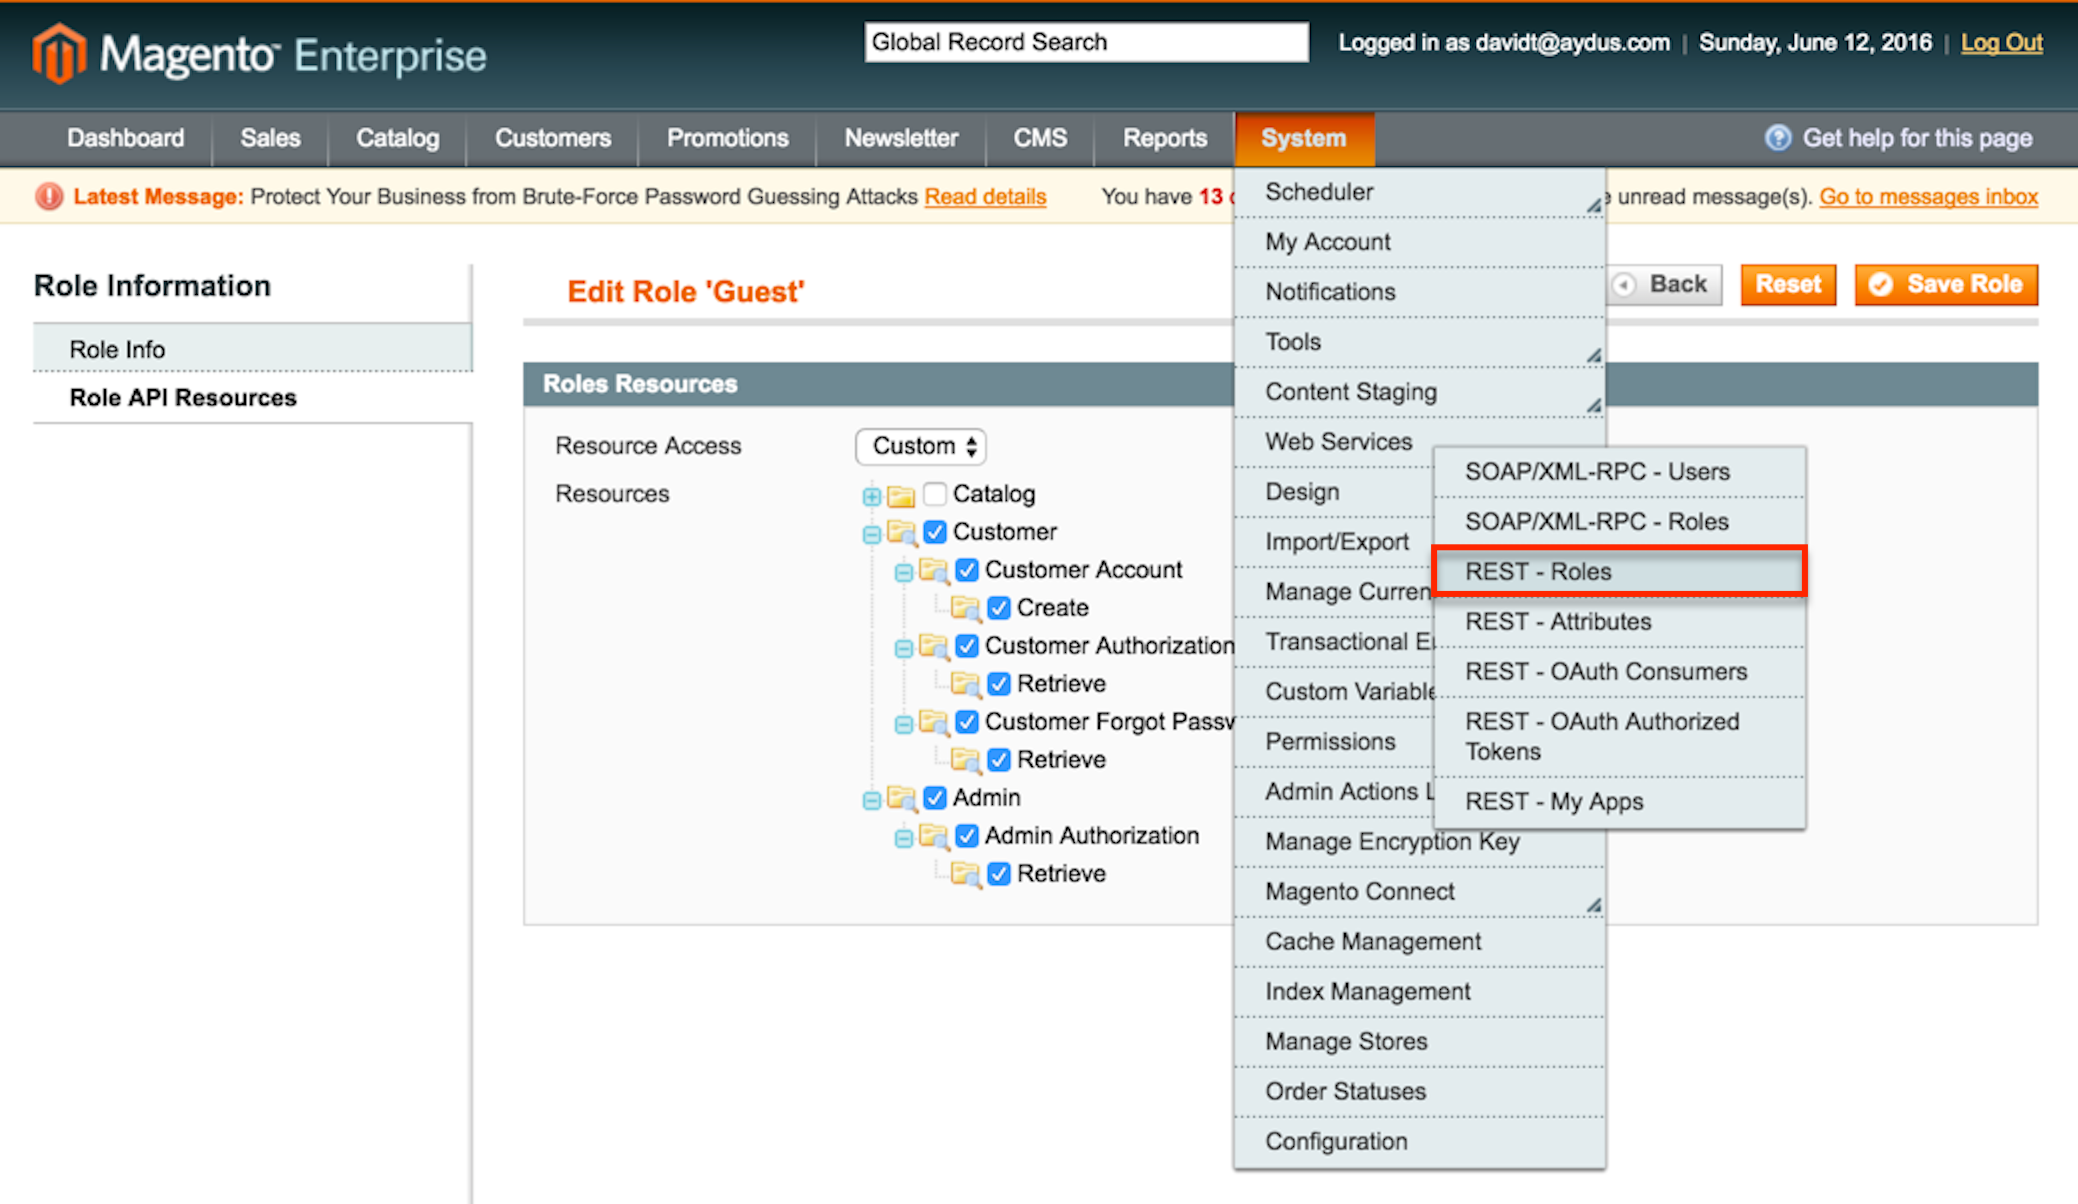 Magento Enterprise
Global Record Search
Logged in as davidt@aydus.com | Sunday, June 12, 2016 | Log Out
Dashboard
Sales
Catalog
Customers
Promotions
Newsletter
CMS
Reports
System
Get help for this page
Latest Message: Protect Your Business from Brute-Force Password Guessing Attacks Read details
You have 13
unread message(s). Go to messages inbox
Role Information
Role Info
Role API Resources
Edit Role 'Guest'
Back
Reset
Save Role
Roles Resources
Resource Access
Custom
Resources
Catalog
Customer
Customer Account
Create
Customer Authorization
Retrieve
Customer Forgot Passw
Retrieve
Admin
Admin Authorization
Retrieve
Scheduler
My Account
Notifications
Tools
Content Staging
Web Services
Design
Import/Export
Manage Curren
Transactional E
Custom Variable
Permissions
Admin Actions L
Manage Encryption Key
Magento Connect
Cache Management
Index Management
Manage Stores
Order Statuses
Configuration
SOAP/XML-RPC - Users
SOAP/XML-RPC - Roles
REST - Roles
REST - Attributes
REST - OAuth Consumers
REST - OAuth Authorized
Tokens
REST - My Apps